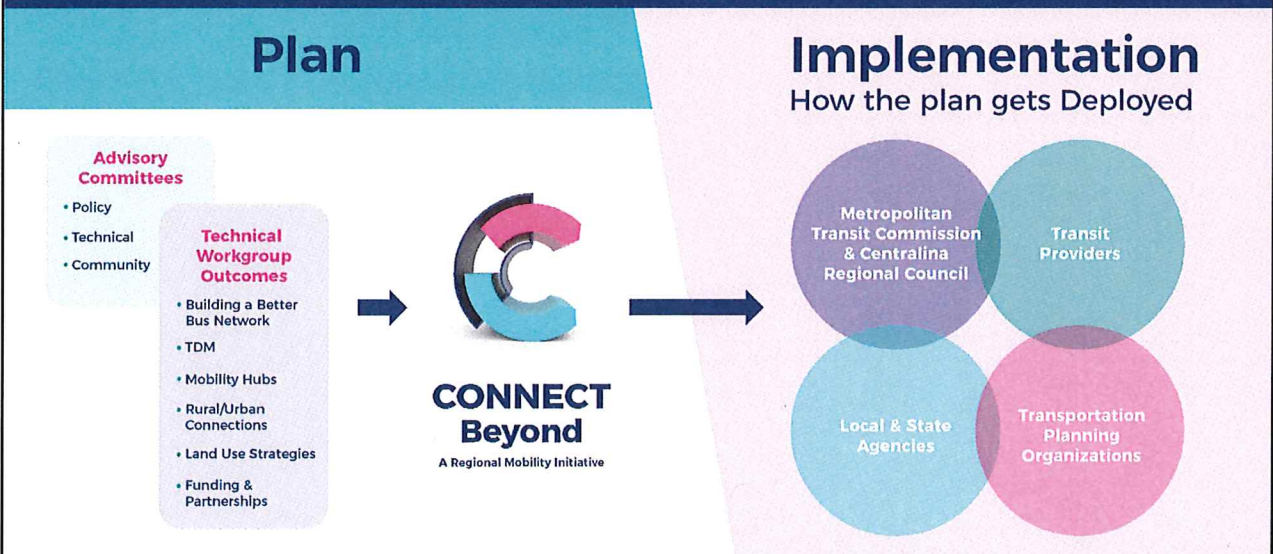 Plan
Advisory
Committees
• Policy
• Technical
• Community
Technical
Workgroup
Outcomes
• Building a Better
Bus Network
• TDM
• Mobility Hubs
• Rural/Urban
Connections
• Land Use Strategies
• Funding &
Partnerships
CONNECT
Beyond
A Regional Mobility Initiative
Implementation
How the plan gets Deployed
Metropolitan
Transit Commission
& Centralina
Regional Council
Transit
Providers
Local & State
Agencies
Transportation
Planning
Organizations